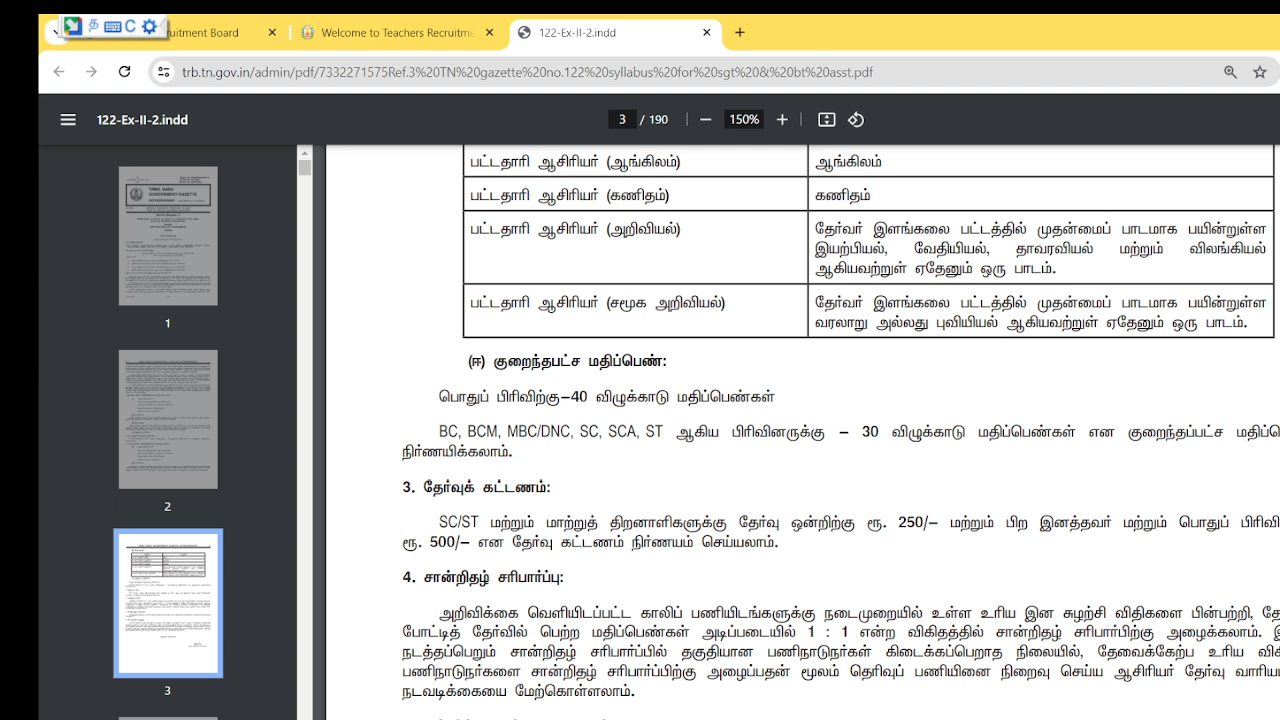 uitment Board
Welcome to Teachers Recruitme
122-Ex-II-2.indd
trb.tn.gov.in/admin/pdf/7332271575Ref.3%20TN%20gazette%20no.122%20syllabus%20for%20sgt%20&%20bt%20asst.pdf
122-Ex-II-2.indd
3 / 190
150%
பட்டதாரி ஆசிரியர் (ஆங்கிலம்) ஆங்கிலம்
பட்டதாரி ஆசிரியர் (கணிதம்) கணிதம்
பட்டதாரி ஆசிரியர் (அறிவியல்) தேர்வர் இளங்கலை பட்டத்தில் முதன்மைப் பாடமாக பயின்றுள்ள
இயற்பியல், வேதியியல், தாவரவியல் மற்றும் விலங்கியல்
ஆகியவற்றுள் ஏதேனும் ஒரு பாடம்.
பட்டதாரி ஆசிரியர் (சமூக அறிவியல்) தேர்வர் இளங்கலை பட்டத்தில் முதன்மைப் பாடமாக பயின்றுள்ள
வரலாறு அல்லது புவியியல் ஆகியவற்றுள் ஏதேனும் ஒரு பாடம்.
(ஈ) குறைந்தபட்ச மதிப்பெண்:
பொதுப் பிரிவிற்கு-40 விழுக்காடு மதிப்பெண்கள்
BC, BCM, MBC/DNC, SC, SCA, ST ஆகிய பிரிவினருக்கு – 30 விழுக்காடு மதிப்பெண்கள் என குறைந்தப்பட்ச மதிப்பெ
நிர்ணயிக்கலாம்.
3. தேர்வுக் கட்டணம்:
SC/ST மற்றும் மாற்றுத் திறனாளிகளுக்கு தேர்வு ஒன்றிற்கு ரூ. 250/– மற்றும் பிற இனத்தவர் மற்றும் பொதுப் பிரிவி
ரூ. 500/– என தேர்வு கட்டணம் நிர்ணயம் செய்யலாம்.
4. சான்றிதழ் சரிபார்ப்பு:
அறிவிக்கை வெளியிடப்பட்ட காலிப் பணியிடங்களுக்கு நடைமுறையில் உள்ள உரிய இன சுழற்சி விதிகளை பின்பற்றி, தே
போட்டித் தேர்வில் பெற்ற மதிப்பெண்கள் அடிப்படையில் 1 : 1 என்ற விகிதத்தில் சான்றிதழ் சரிபார்பிற்கு அழைக்கலாம். இ
நடத்தப்பெறும் சான்றிதழ் சரிபார்பில் தகுதியான பணிநாடுநர்கள் கிடைக்கப்பெறாத நிலையில், தேவைக்கேற்ப உரிய விகி
பணிநாடுநர்களை சான்றிதழ் சரிபார்பிற்கு அழைப்பதன் மூலம் தெரிவுப் பணியினை நிறைவு செய்ய ஆசிரியர் தேர்வு வாரிய
நடவடிக்கையை மேற்கொள்ளலாம்.
1
2
3